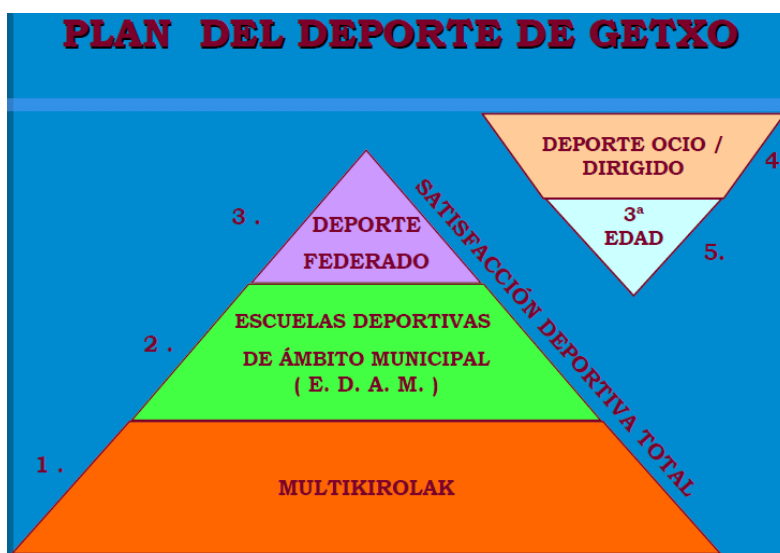 PLAN DEL DEPORTE DE GETXO
DEPORTE OCIO /
DIRIGIDO
4
3ª
EDAD
5.
SATISFACCIÓN DEPORTIVA TOTAL
3 .
DEPORTE
FEDERADO
2 .
ESCUELAS DEPORTIVAS
DE ÁMBITO MUNICIPAL
( E. D. A. M. )
1 .
MULTIKIROLAK